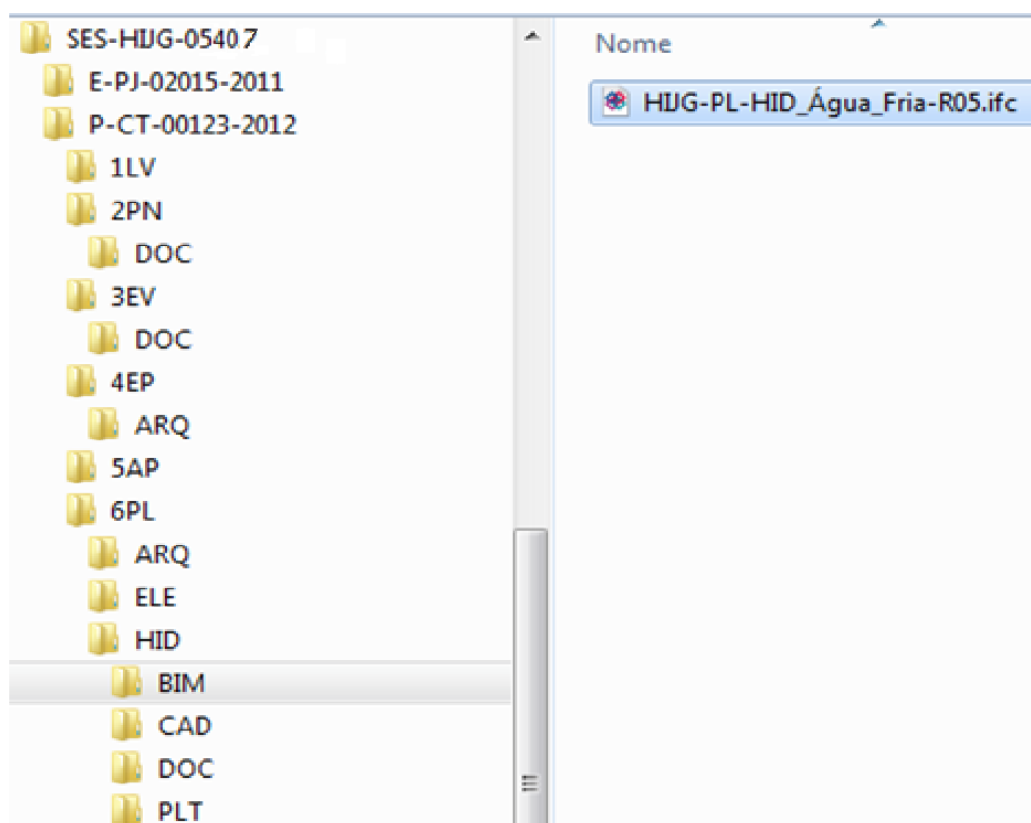 SES-HIJG-05407
E-PJ-02015-2011
P-CT-00123-2012
1LV
2PN
DOC
3EV
DOC
4EP
ARQ
5AP
6PL
ARQ
ELE
HID
BIM
CAD
DOC
PLT
Nome
HIJG-PL-HID_Água_Fria-R05.ifc